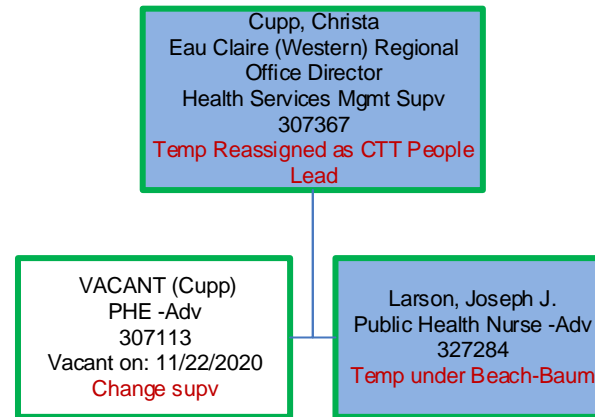 Cupp, Christa
Eau Claire (Western) Regional
Office Director
Health Services Mgmt Supv
307367
Temp Reassigned as CTT People
Lead
VACANT (Cupp)
PHE -Adv
307113
Vacant on: 11/22/2020
Change supv
Larson, Joseph J.
Public Health Nurse -Adv
327284
Temp under Beach-Baum